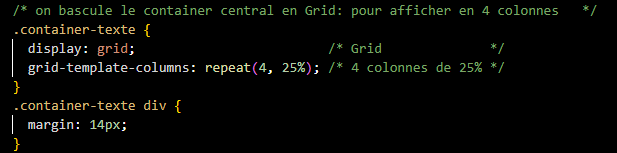 /* on bascule le container central en Grid: pour afficher en 4 colonnes   */
.container-texte {
  display: grid;                        /* Grid              */
  grid-template-columns: repeat(4, 25%); /* 4 colonnes de 25% */
}
.container-texte div {
  margin: 14px;
}